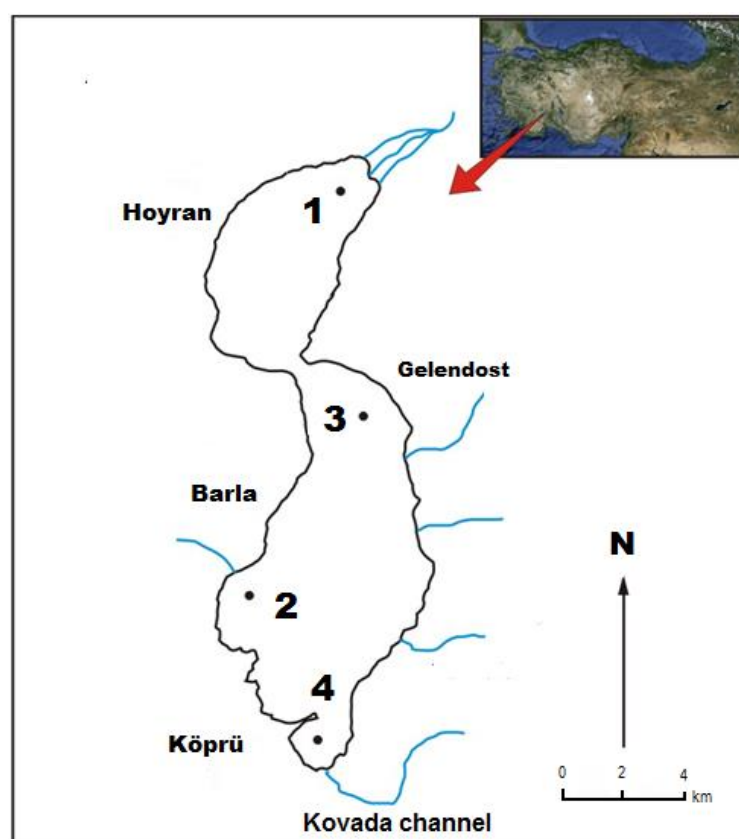 Hoyran
1
Gelendost
3
Barla
N
2
4
Köprü
0 2 4
km
Kovada channel